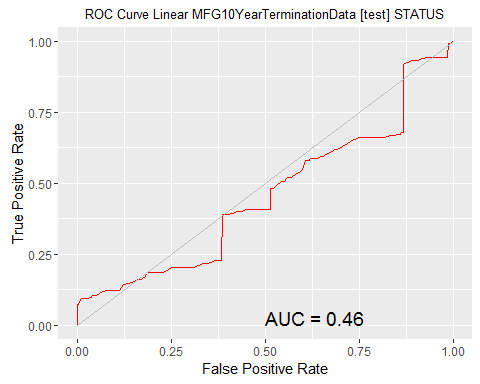 ROC Curve Linear MFG10YearTerminationData [test] STATUS
1.00
0.75
0.50
0.25
0.00
True Positive Rate
AUC = 0.46
0.00 0.25 0.50 0.75 1.00
False Positive Rate